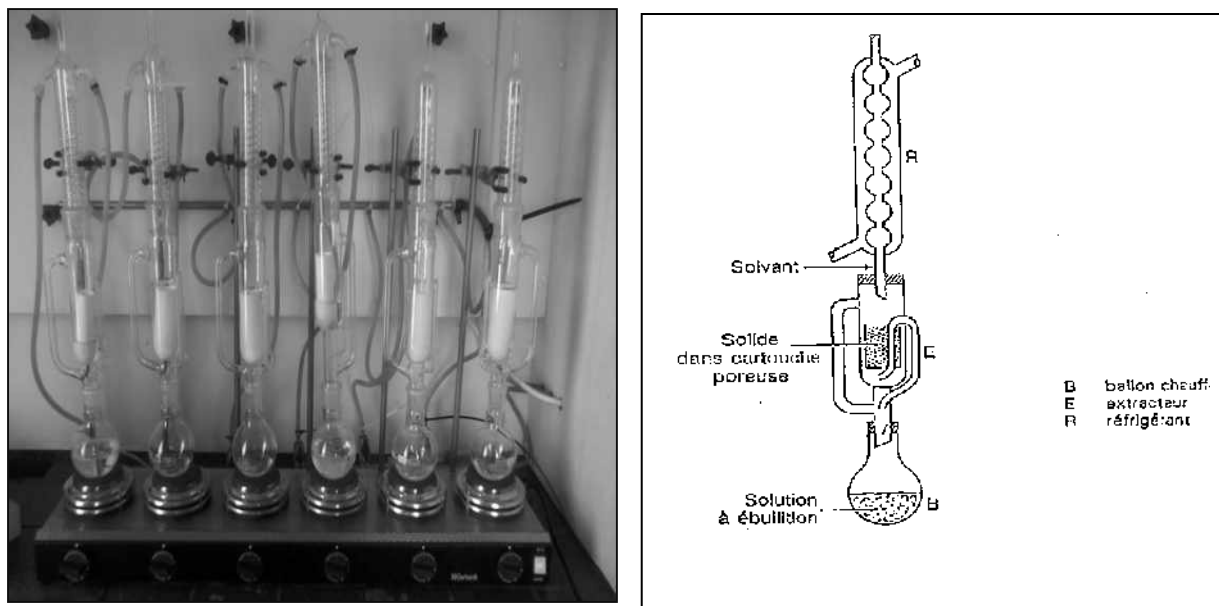 R
Solvant
Solide
dans cartouche
poreuse
E
B ballon chauff
E extracteur
R réfrigérant
Solution
à ébullition
B